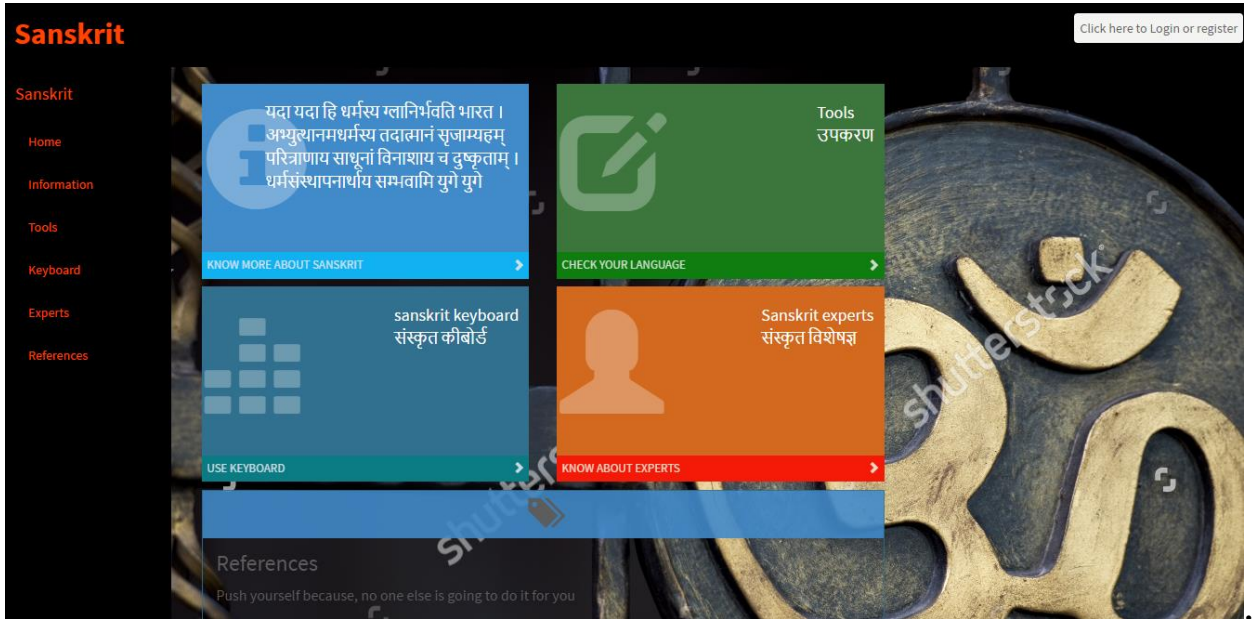 Sanskrit
Click here to Login or register
Sanskrit
Home
Information
Tools
Keyboard
Experts
References
यदा यदा हि धर्मस्य ग्लानिर्भवति भारत ।
अभ्युत्थानमधर्मस्य तदात्मानं सृजाम्यहम्
परित्राणाय साधूनां विनाशाय च दुष्कृताम् ।
धर्मसंस्थापनार्थाय सम्भवामि युगे युगे
KNOW MORE ABOUT SANSKRIT
Tools
उपकरण
CHECK YOUR LANGUAGE
sanskrit keyboard
संस्कृत कीबोर्ड
USE KEYBOARD
Sanskrit experts
संस्कृत विशेषज्ञ
KNOW ABOUT EXPERTS
References
Push yourself because, no one else is going to do it for you
shutterstock